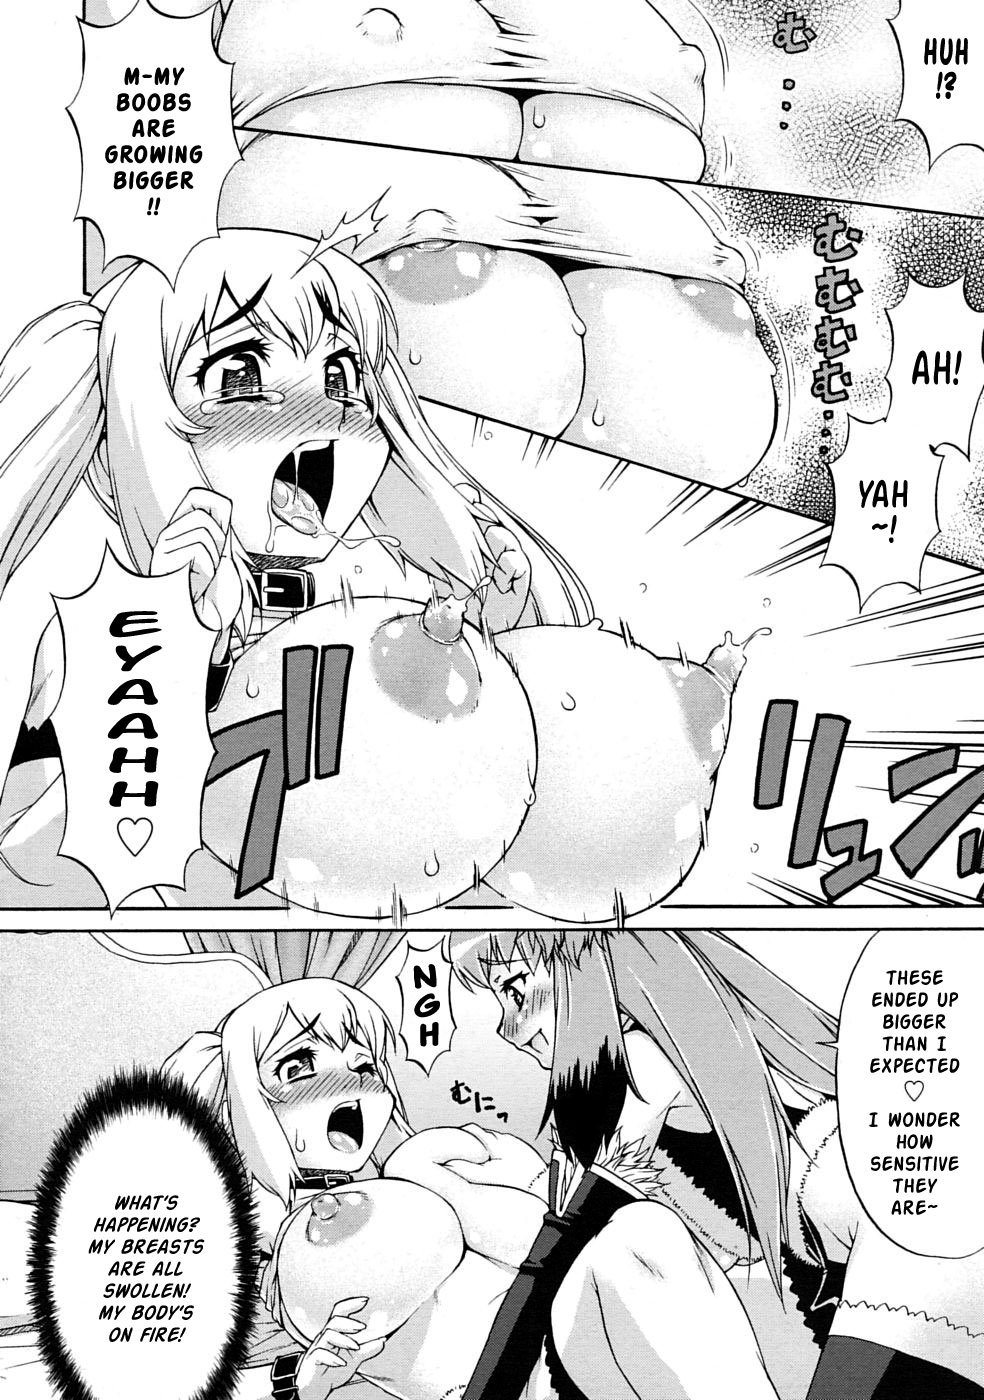 HUH
!?
む...
M-MY
BOOBS
ARE
GROWING
BIGGER
!!
むむむむ...
AH!
YAH
~!
EYAHH♡
ブリュンッ
THESE
ENDED UP
BIGGER
THAN I
EXPECTED
♡
I WONDER
HOW
SENSITIVE
THEY
ARE~
NGH
むにっ
WHAT'S
HAPPENING?
MY BREASTS
ARE ALL
SWOLLEN!
MY BODY'S
ON FIRE!